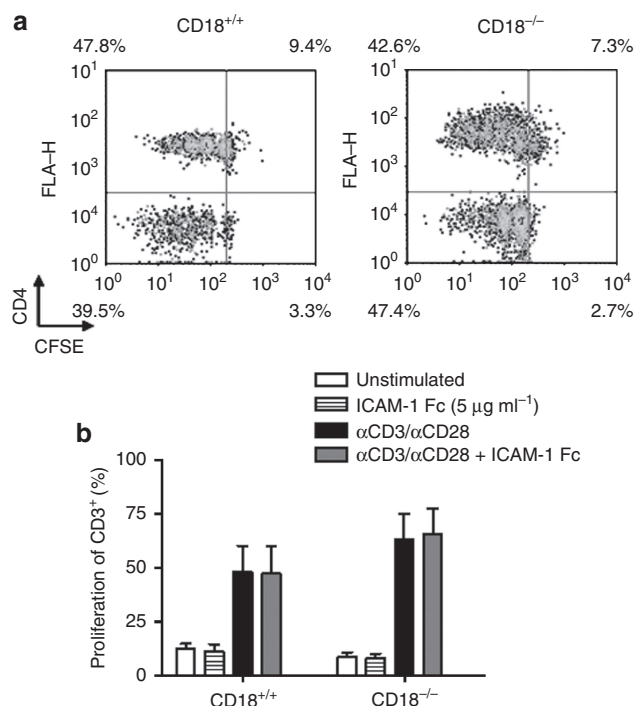 a
CD18+/+
CD18−/−
47.8%
9.4%
42.6%
7.3%
10¹
10²
10³
10⁴
10⁰
FLA–H
10¹
10²
10³
10⁴
10⁰
FLA–H
10⁰ 10¹ 10² 10³ 10⁴
10⁰ 10¹ 10² 10³ 10⁴
39.5%
3.3%
47.4%
2.7%
CD4
CFSE
Unstimulated
ICAM-1 Fc (5 μg ml⁻¹)
αCD3/αCD28
αCD3/αCD28 + ICAM-1 Fc
b
Proliferation of CD3⁺ (%)
100
75
50
25
0
CD18+/+
CD18−/−